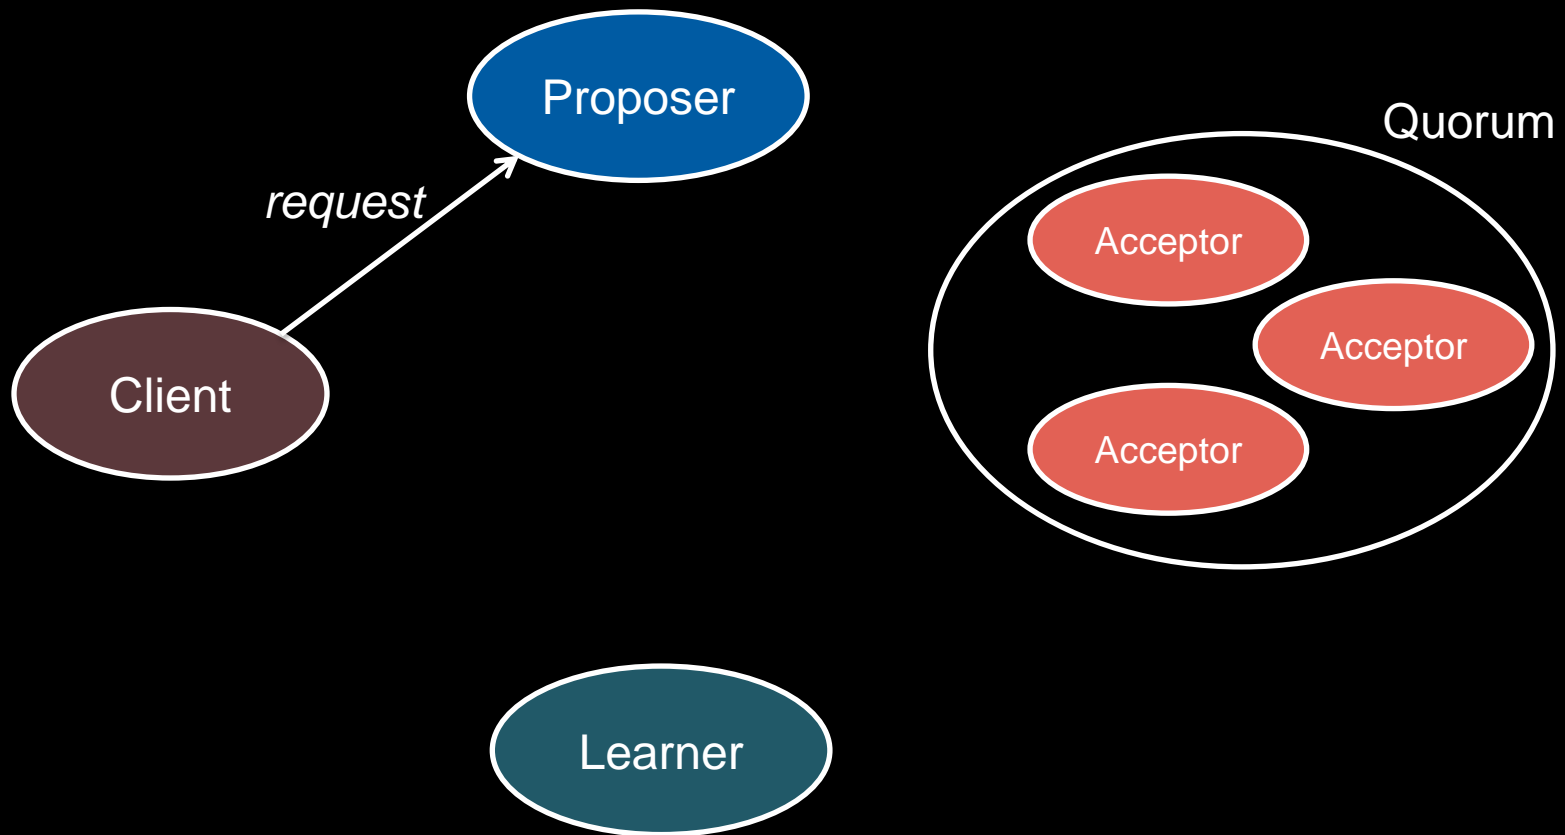 Proposer
Quorum
request
Acceptor
Acceptor
Client
Acceptor
Learner